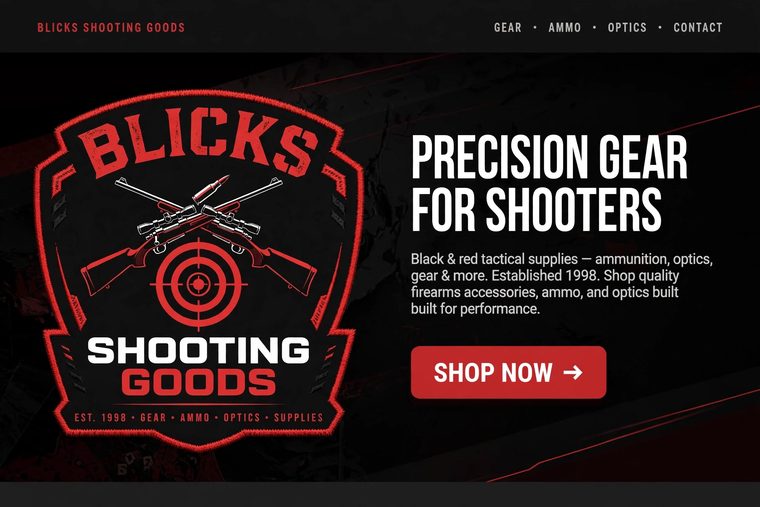 BLICKS SHOOTING GOODS
GEAR • AMMO • OPTICS • CONTACT
BLICKS
SHOOTING
GOODS
EST. 1998 • GEAR • AMMO • OPTICS • SUPPLIES
PRECISION GEAR
FOR SHOOTERS
Black & red tactical supplies — ammunition, optics,
gear & more. Established 1998. Shop quality
firearms accessories, ammo, and optics built
built for performance.
SHOP NOW →